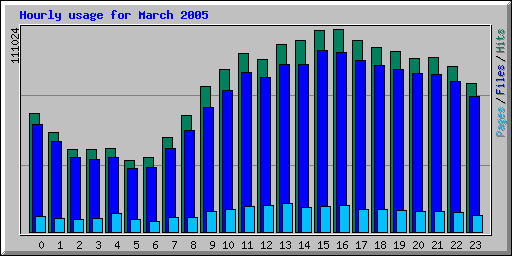 Hourly usage for March 2005
111024
Pages/Files/Hits
0 1 2 3 4 5 6 7 8 9 10 11 12 13 14 15 16 17 18 19 20 21 22 23